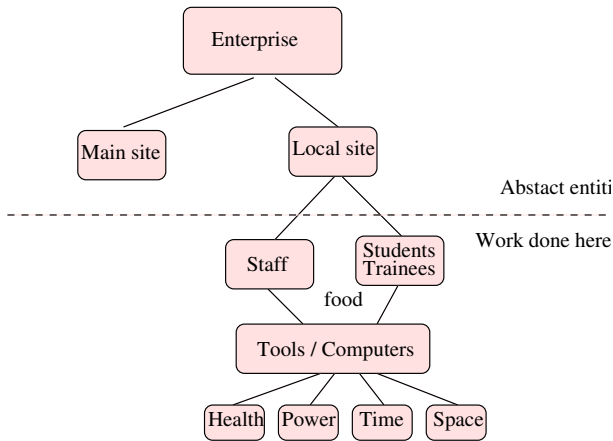 Enterprise
Main site
Local site
Abstact entiti
Work done here
Staff
Students
Trainees
food
Tools / Computers
Health
Power
Time
Space